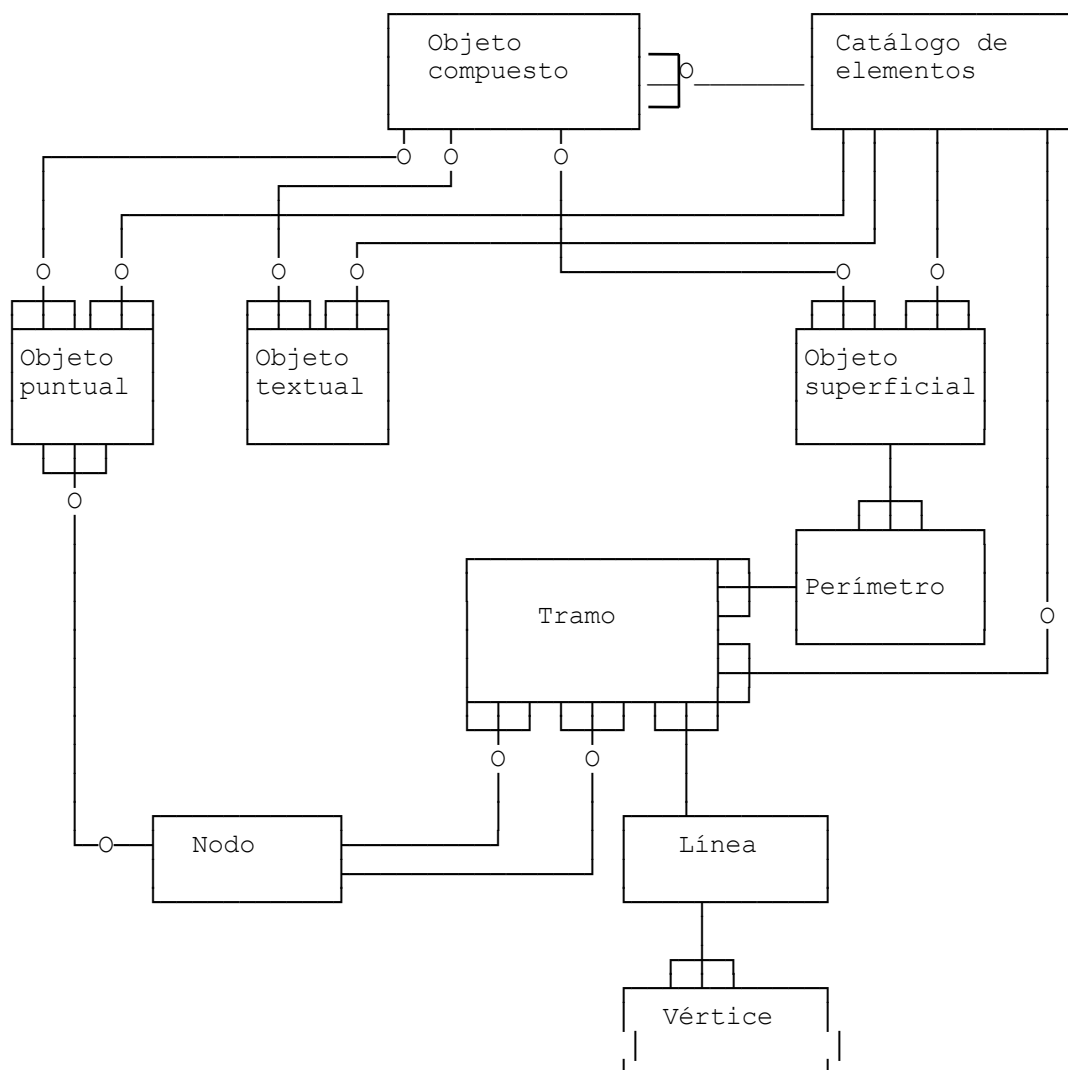 Objeto
compuesto
Catálogo de
elementos
Objeto
puntual
Objeto
textual
Objeto
superficial
Perímetro
Tramo
Nodo
Línea
Vértice